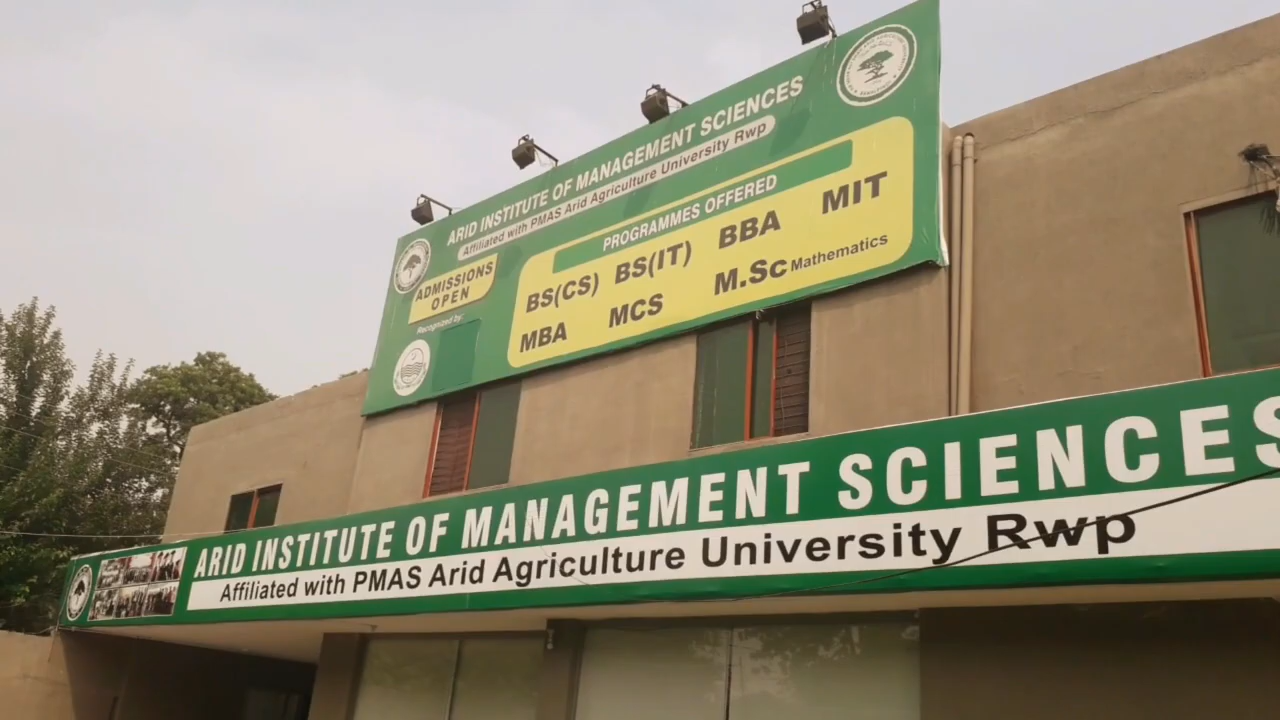 ARID INSTITUTE OF MANAGEMENT SCIENCES
Affiliated with PMAS Arid Agriculture University Rwp
ADMISSIONS
OPEN
Recognized by:
PROGRAMMES OFFERED
BS(CS) BS(IT) BBA MIT
MBA MCS M.Sc Mathematics
ARID INSTITUTE OF MANAGEMENT SCIENCES
Affiliated with PMAS Arid Agriculture University Rwp